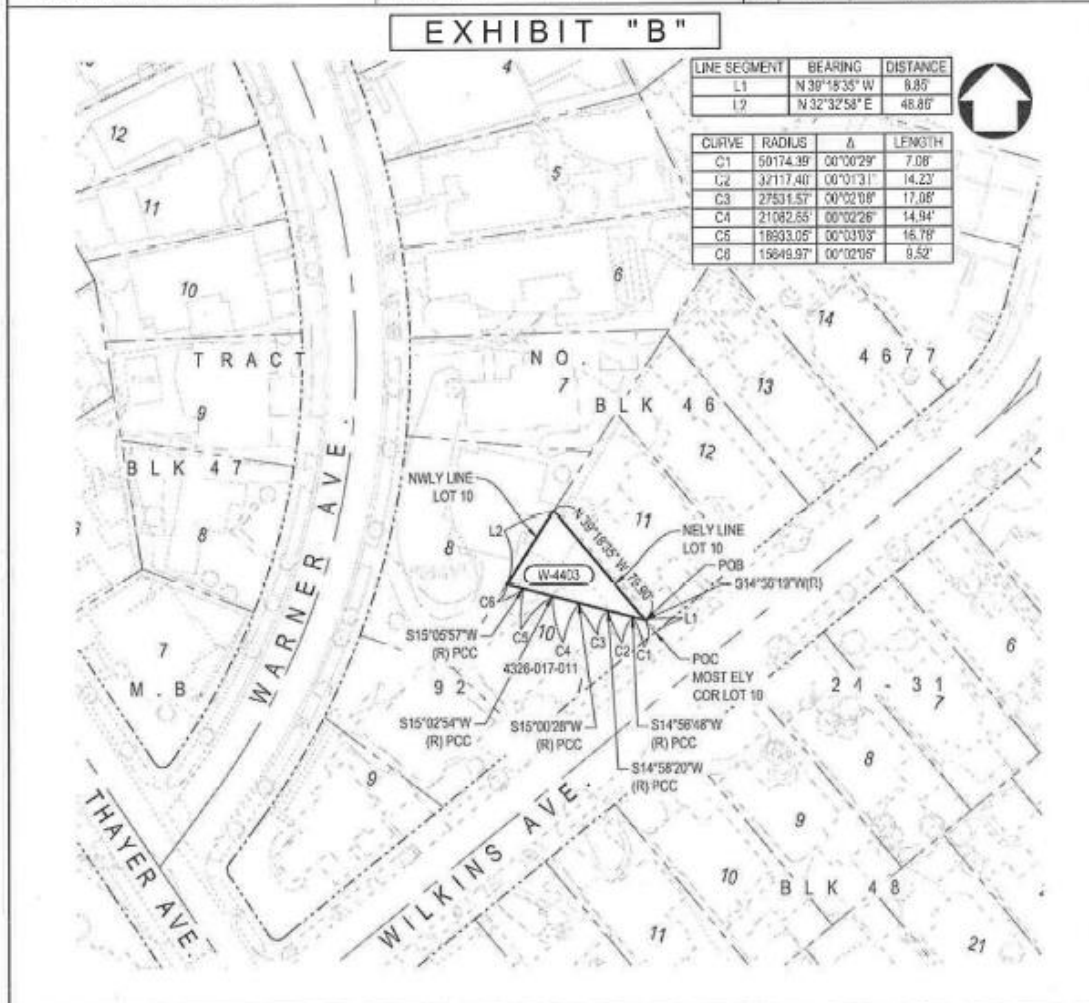 EXHIBIT "B"
LINE SEGMENT BEARING DISTANCE
L1 N 39°18'35" W 8.85'
L2 N 32°32'58" E 48.86'
CURVE RADIUS Δ LENGTH
C1 50174.39' 00°00'29" 7.08'
C2 32117.40' 00°01'31" 14.23'
C3 27531.57' 00°02'08" 17.08'
C4 21082.65' 00°02'26" 14.94'
C5 18933.05' 00°03'03" 16.78'
C6 15649.97' 00°02'05" 9.52'
4
12
5
11
6
10
14
TRACT
NO.
4677
7
13
9
BLK 46
12
BLK 47
NWLY LINE
LOT 10
8
L2
11
N 39°18'35" W 79.90'
NELY LINE
LOT 10
8
W-4403
POB
S14°56'19"W(R)
C6
L1
S15°05'57"W
(R) PCC
C5
10
C4
C3
C2
C1
4326-017-011
POC
MOST ELY
COR LOT 10
7
6
M.B.
92
24-31
7
WARNER AVE.
S15°02'54"W
(R) PCC
S15°00'28"W
(R) PCC
S14°56'48"W
(R) PCC
S14°58'20"W
(R) PCC
8
9
9
THAYER AVE.
WILKINS AVE.
10
BLK 48
11
21